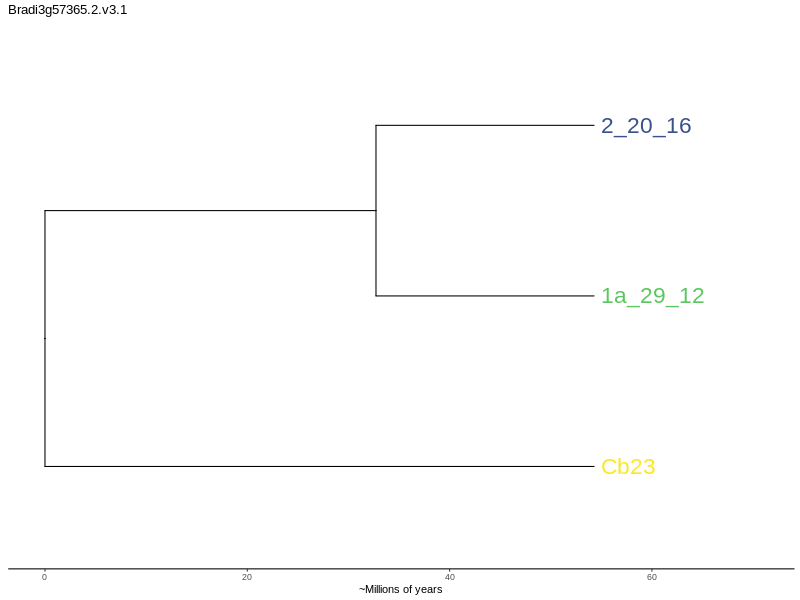 Bradi3g57365.2.v3.1
2_20_16
1a_29_12
Cb23
0 20 40 60
~Millions of years